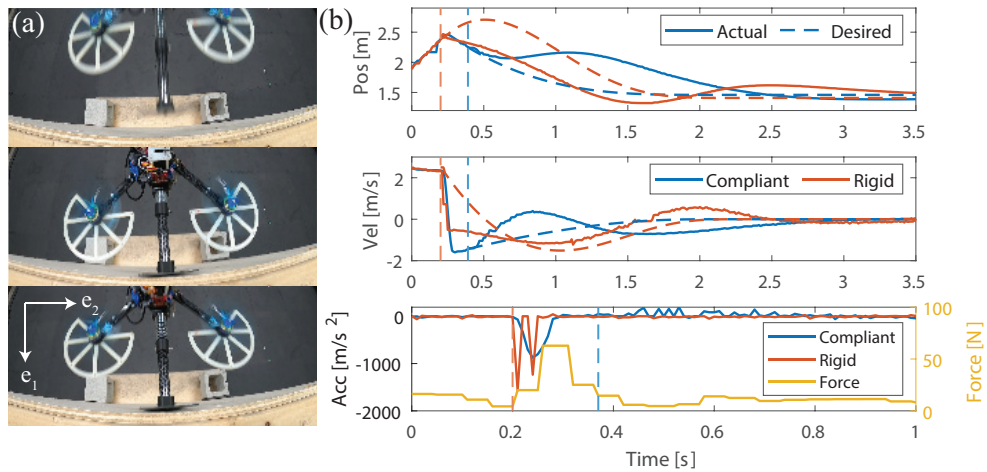 (a)
e₂
e₁
(b)
Pos [m]
2.5
2
1.5
Actual
Desired
0
0.5
1
1.5
2
2.5
3
3.5
Vel [m/s]
2
0
-2
Compliant
Rigid
0
0.5
1
1.5
2
2.5
3
3.5
Acc [m/s²]
0
-1000
-2000
Compliant
Rigid
Force
100
50
0
Force [N]
0
0.2
0.4
0.6
0.8
1
Time [s]